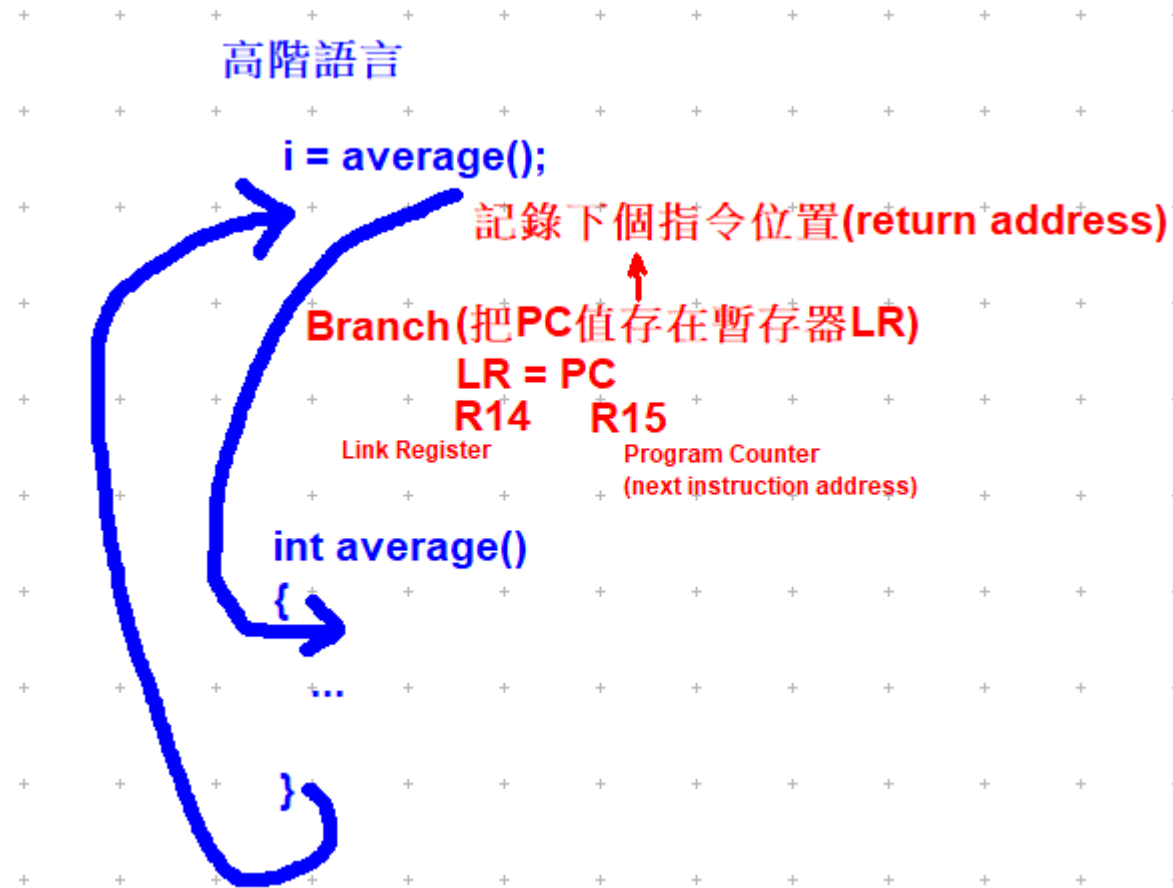 高階語言
i = average();
記錄下個指令位置(return address)
Branch(把PC值存在暫存器LR)
LR = PC
R14 R15
Link Register Program Counter
(next instruction address)
int average()
{
...
}